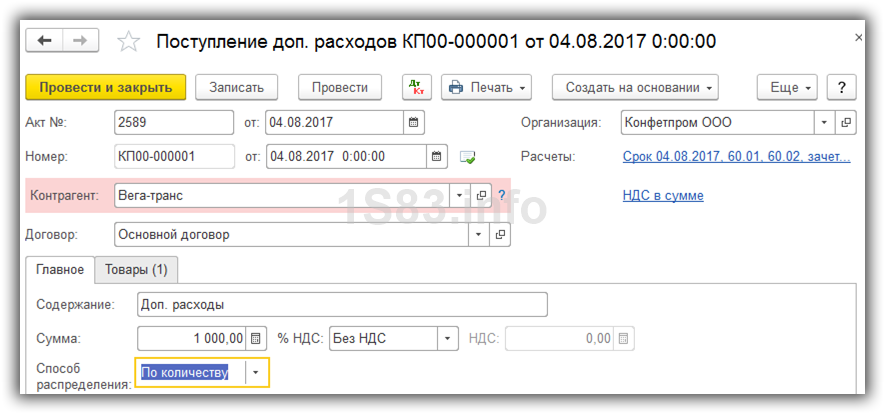 Поступление доп. расходов КП00-000001 от 04.08.2017 0:00:00
Провести и закрыть Записать Провести Дт Кт Печать Создать на основании Еще ?
Акт №: 2589 от: 04.08.2017 Организация: Конфетпром ООО
Номер: КП00-000001 от: 04.08.2017 0:00:00 Расчеты: Срок 04.08.2017, 60.01, 60.02, зачет...
Контрагент: Вега-транс ? НДС в сумме
1S83.info
Договор: Основной договор
Главное Товары (1)
Содержание: Доп. расходы
Сумма: 1 000,00 % НДС: Без НДС НДС: 0,00
Способ
распределения: По количеству